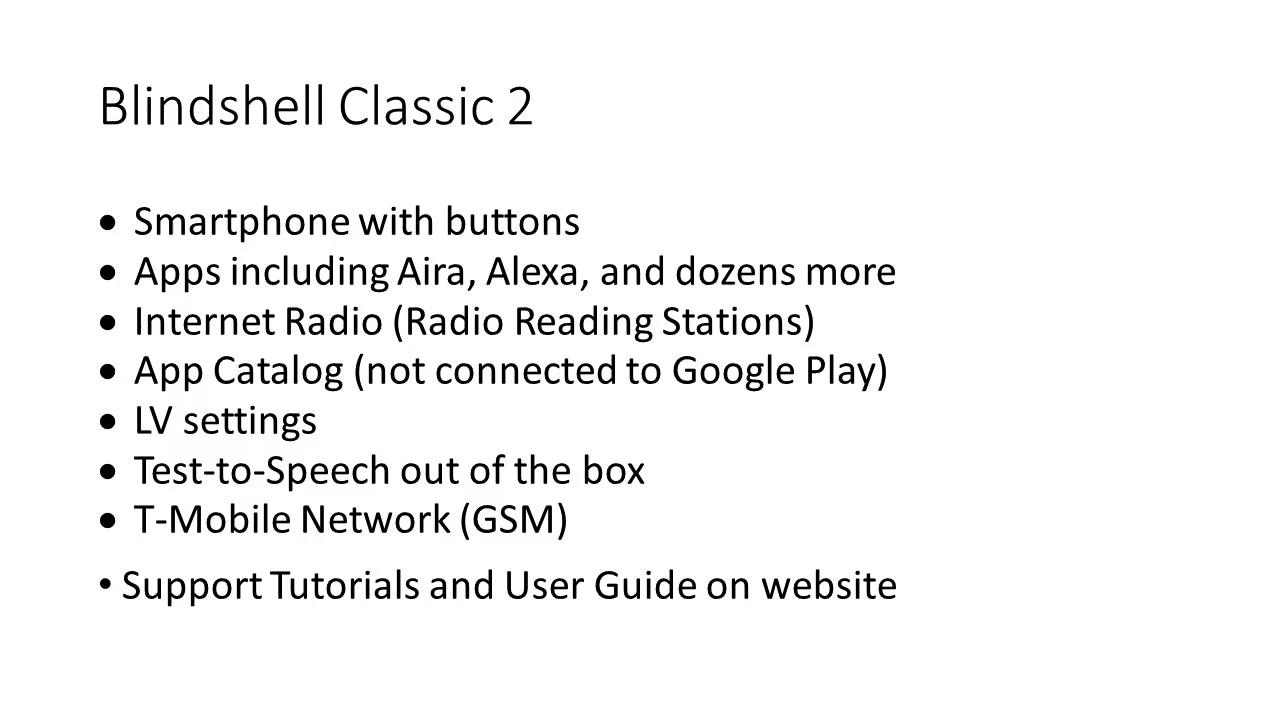 Blindshell Classic 2
• Smartphone with buttons
• Apps including Aira, Alexa, and dozens more
• Internet Radio (Radio Reading Stations)
• App Catalog (not connected to Google Play)
• LV settings
• Test-to-Speech out of the box
• T-Mobile Network (GSM)
• Support Tutorials and User Guide on website